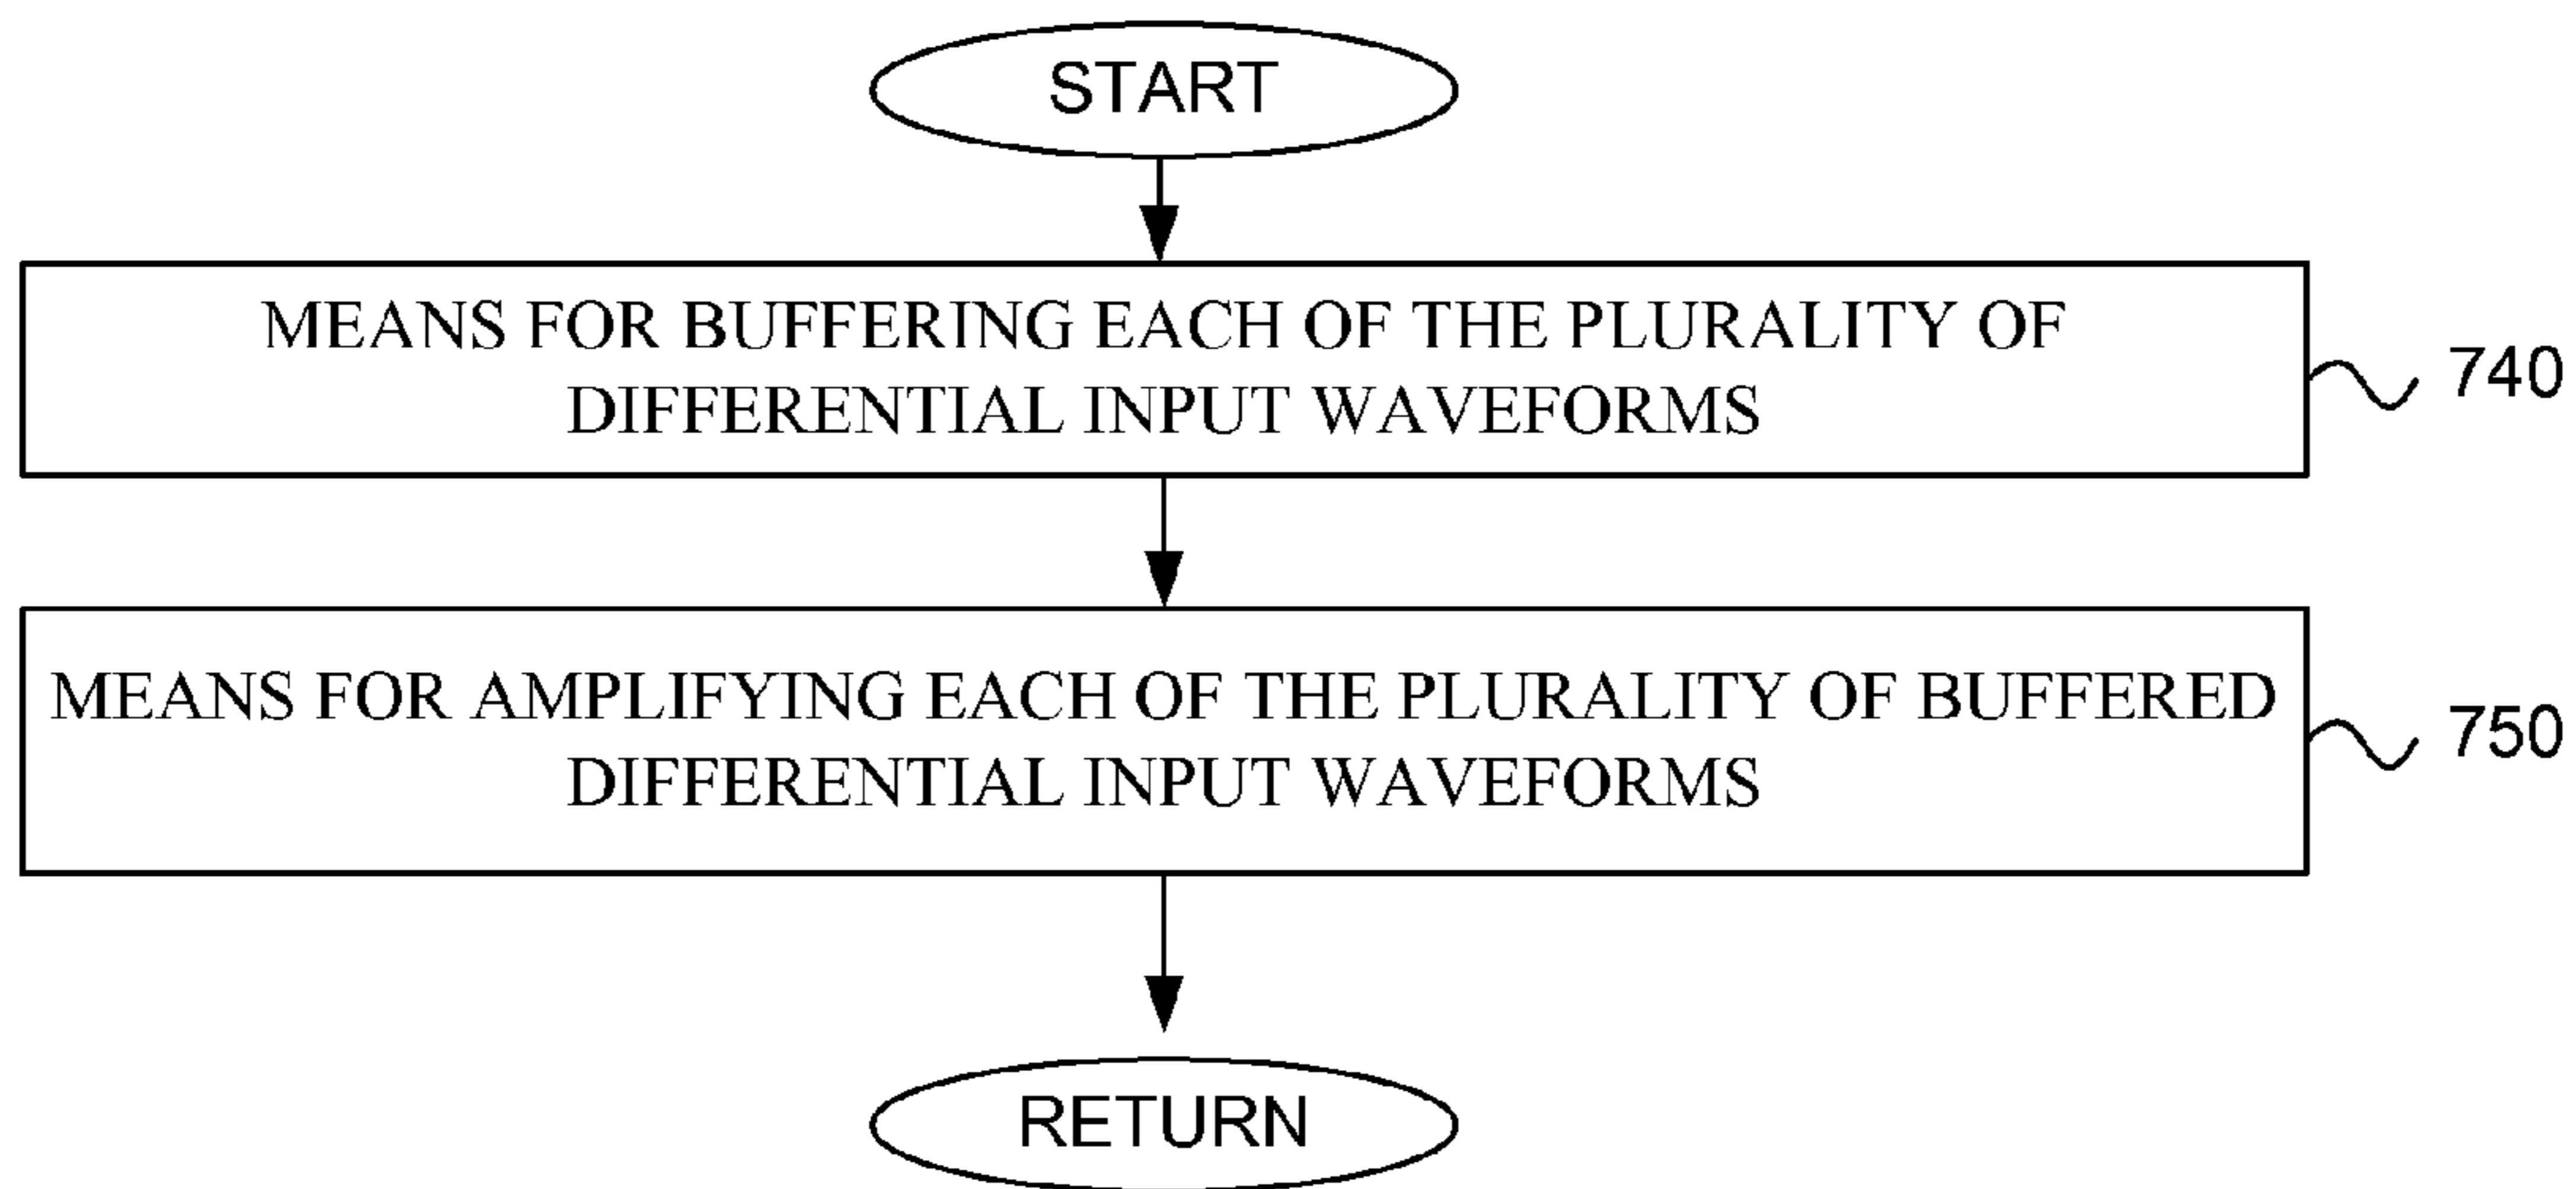 START
MEANS FOR BUFFERING EACH OF THE PLURALITY OF
DIFFERENTIAL INPUT WAVEFORMS
740
MEANS FOR AMPLIFYING EACH OF THE PLURALITY OF BUFFERED
DIFFERENTIAL INPUT WAVEFORMS
750
RETURN